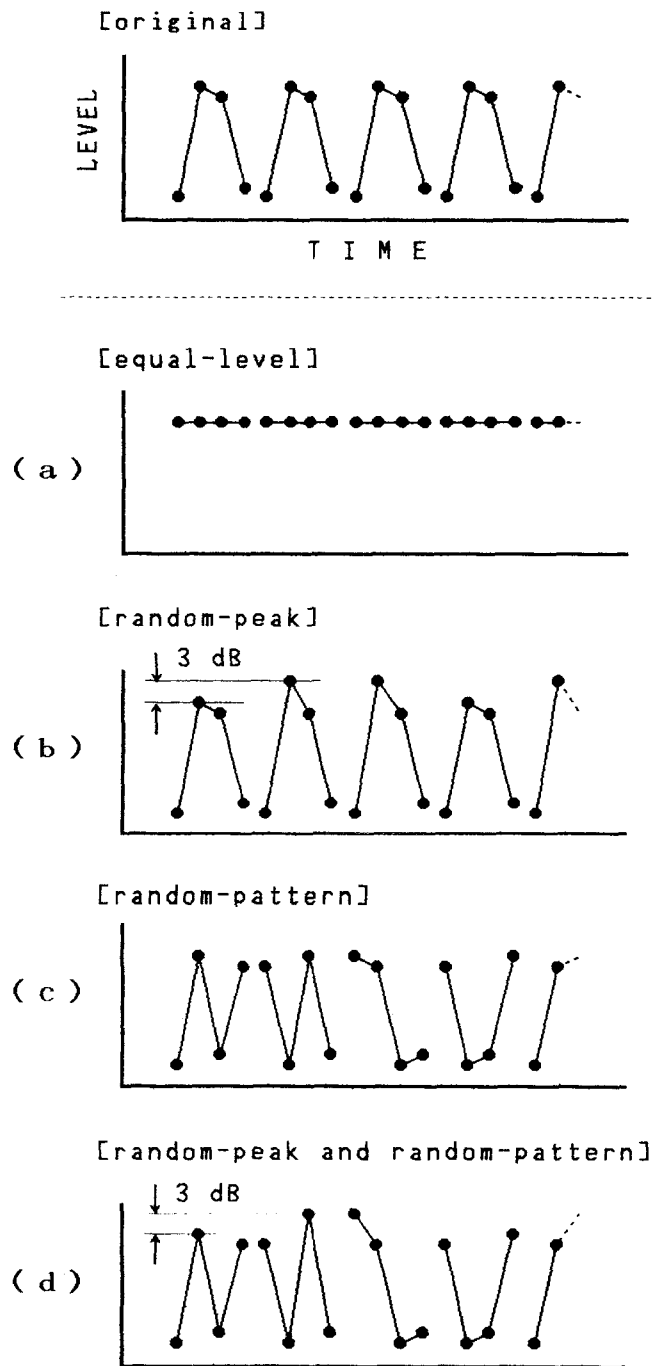 [original]
LEVEL
T I M E
[equal-level]
(a)
[random-peak]
3 dB
(b)
[random-pattern]
(c)
[random-peak and random-pattern]
3 dB
(d)